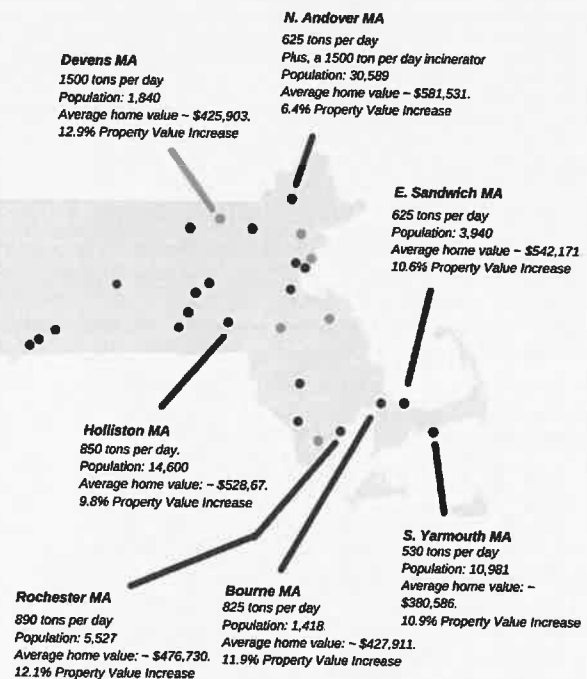 N. Andover MA
625 tons per day
Plus, a 1500 ton per day incinerator
Population: 30,589
Average home value ~ $581,531.
6.4% Property Value Increase
Devens MA
1500 tons per day
Population: 1,840
Average home value ~ $425,903.
12.9% Property Value Increase
E. Sandwich MA
625 tons per day
Population: 3,940
Average home value ~ $542,171
10.6% Property Value Increase
Holliston MA
850 tons per day.
Population: 14,600
Average home value: ~ $528,67.
9.8% Property Value Increase
S. Yarmouth MA
530 tons per day
Population: 10,981
Average home value: ~
$380,586.
10.9% Property Value Increase
Rochester MA
890 tons per day
Population: 5,527
Average home value: ~ $476,730.
12.1% Property Value Increase
Bourne MA
825 tons per day
Population: 1,418.
Average home value: ~ $427,911.
11.9% Property Value Increase